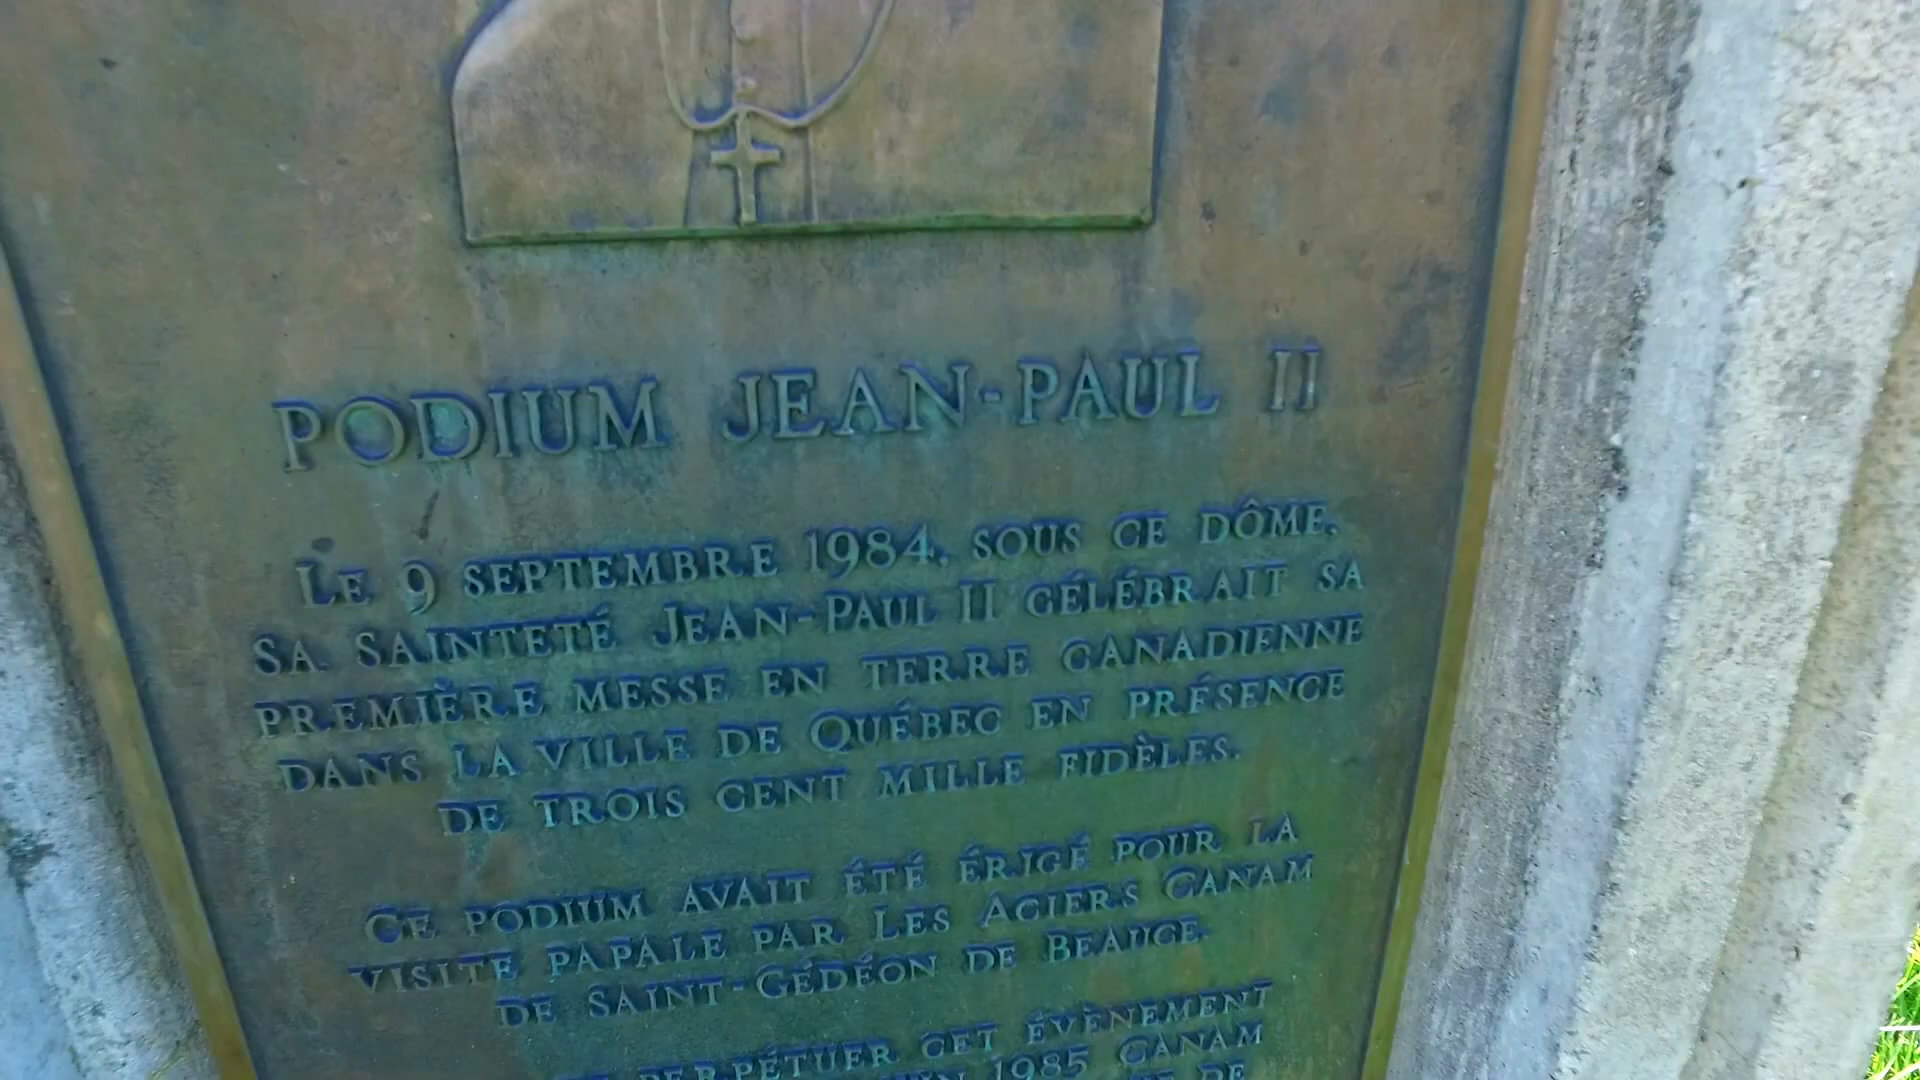 PODIUM JEAN-PAUL II
LE 9 SEPTEMBRE 1984, SOUS CE DÔME,
SA SAINTETÉ JEAN-PAUL II CÉLÉBRAIT SA
PREMIÈRE MESSE EN TERRE CANADIENNE
DANS LA VILLE DE QUÉBEC EN PRÉSENCE
DE TROIS CENT MILLE FIDÈLES.
CE PODIUM AVAIT ÉTÉ ÉRIGÉ POUR LA
VISITE PAPALE PAR LES ACIERS CANAM
DE SAINT-GÉDÉON DE BEAUCE.
PERPÉTUER CET ÉVÈNEMENT
1985 CANAM
DE